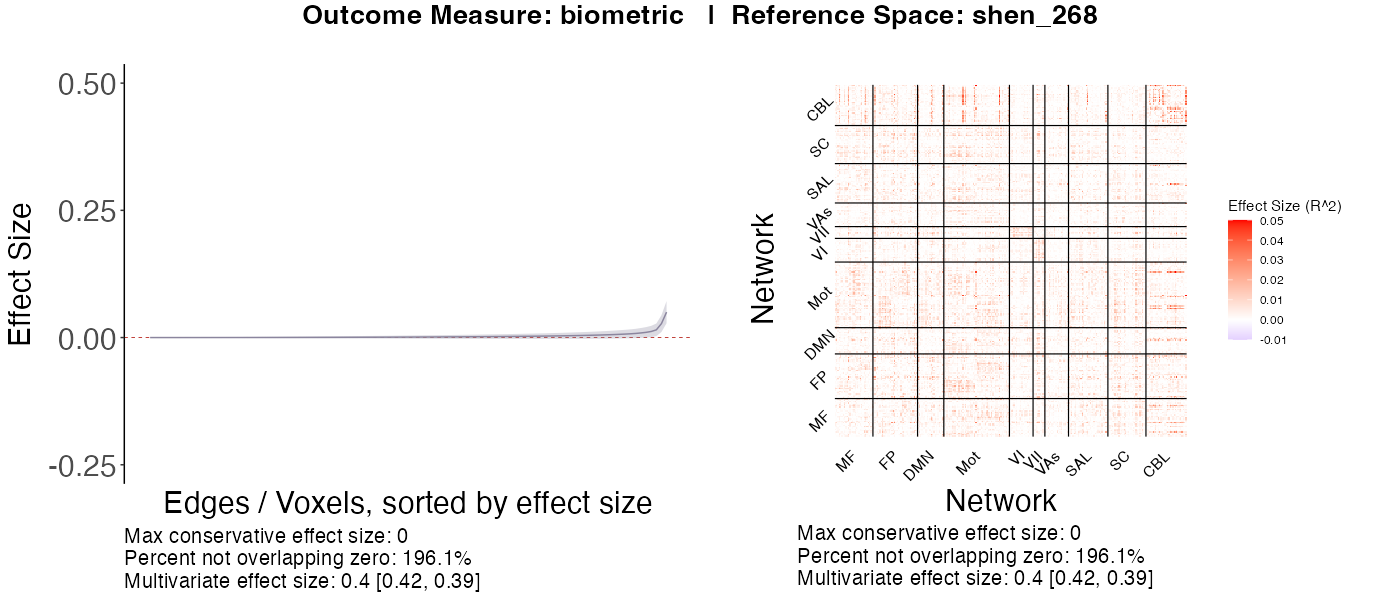 Outcome Measure: biometric | Reference Space: shen_268
Effect Size
0.50
0.25
0.00
-0.25
Edges / Voxels, sorted by effect size
Max conservative effect size: 0
Percent not overlapping zero: 196.1%
Multivariate effect size: 0.4 [0.42, 0.39]
Network
CBL
SC
SAL
VAs
VII
VI
Mot
DMN
FP
MF
MF
FP
DMN
Mot
VI
VII
VAs
SAL
SC
CBL
Network
Max conservative effect size: 0
Percent not overlapping zero: 196.1%
Multivariate effect size: 0.4 [0.42, 0.39]
Effect Size (R^2)
0.05
0.04
0.03
0.02
0.01
0.00
-0.01